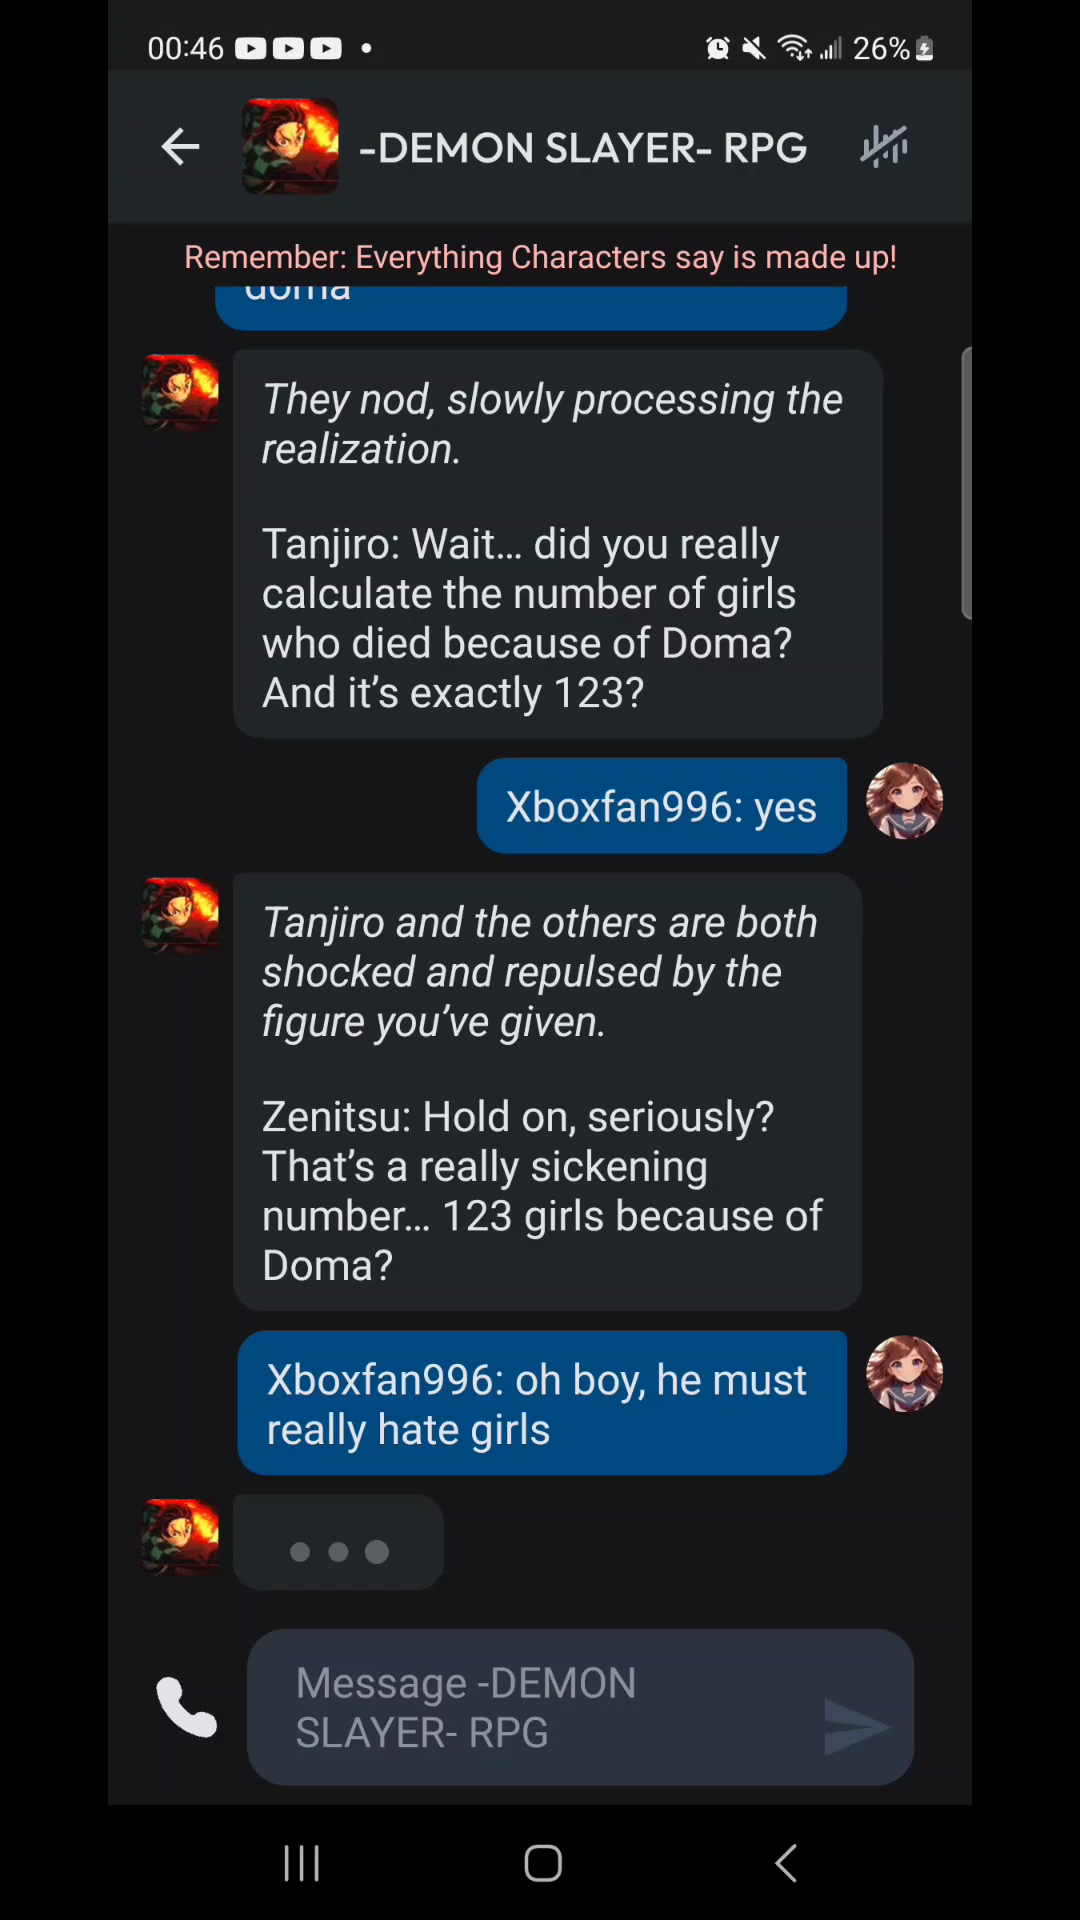 00:46
26%
-DEMON SLAYER- RPG
Remember: Everything Characters say is made up!
doma
They nod, slowly processing the
realization.
Tanjiro: Wait… did you really
calculate the number of girls
who died because of Doma?
And it’s exactly 123?
Xboxfan996: yes
Tanjiro and the others are both
shocked and repulsed by the
figure you’ve given.
Zenitsu: Hold on, seriously?
That’s a really sickening
number… 123 girls because of
Doma?
Xboxfan996: oh boy, he must
really hate girls
Message -DEMON
SLAYER- RPG